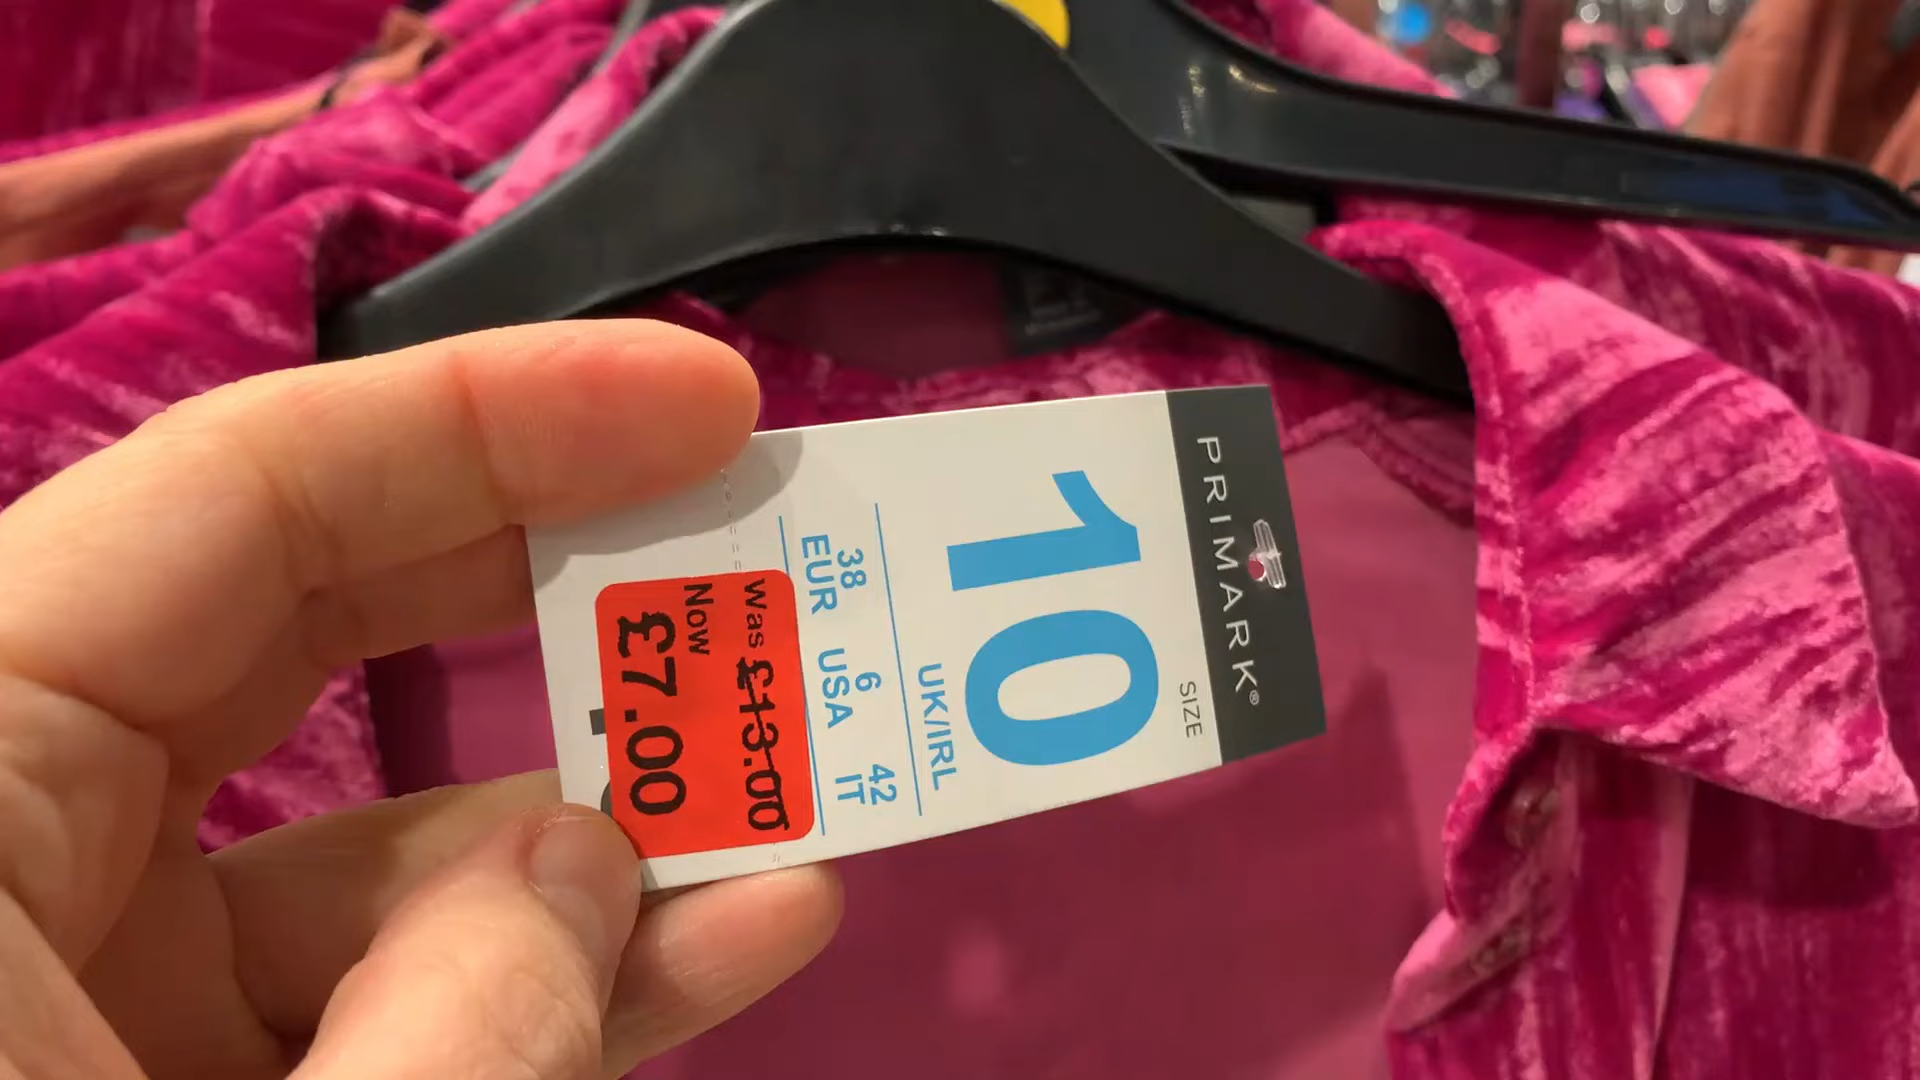 PRIMARK®
SIZE
10
UK/IRL
38 6 42
EUR USA IT
Was £13.00
Now
£7.00